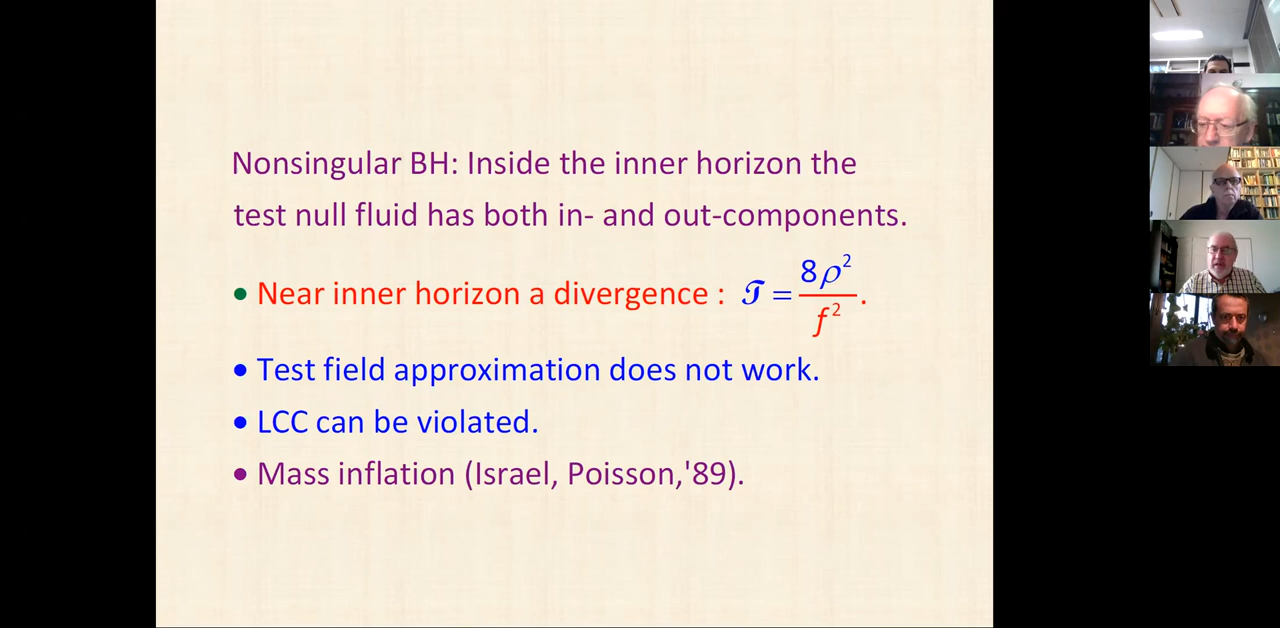 Nonsingular BH: Inside the inner horizon the
test null fluid has both in- and out-components.
• Near inner horizon a divergence : 𝒯 = 8ρ²/f².
• Test field approximation does not work.
• LCC can be violated.
• Mass inflation (Israel, Poisson,'89).